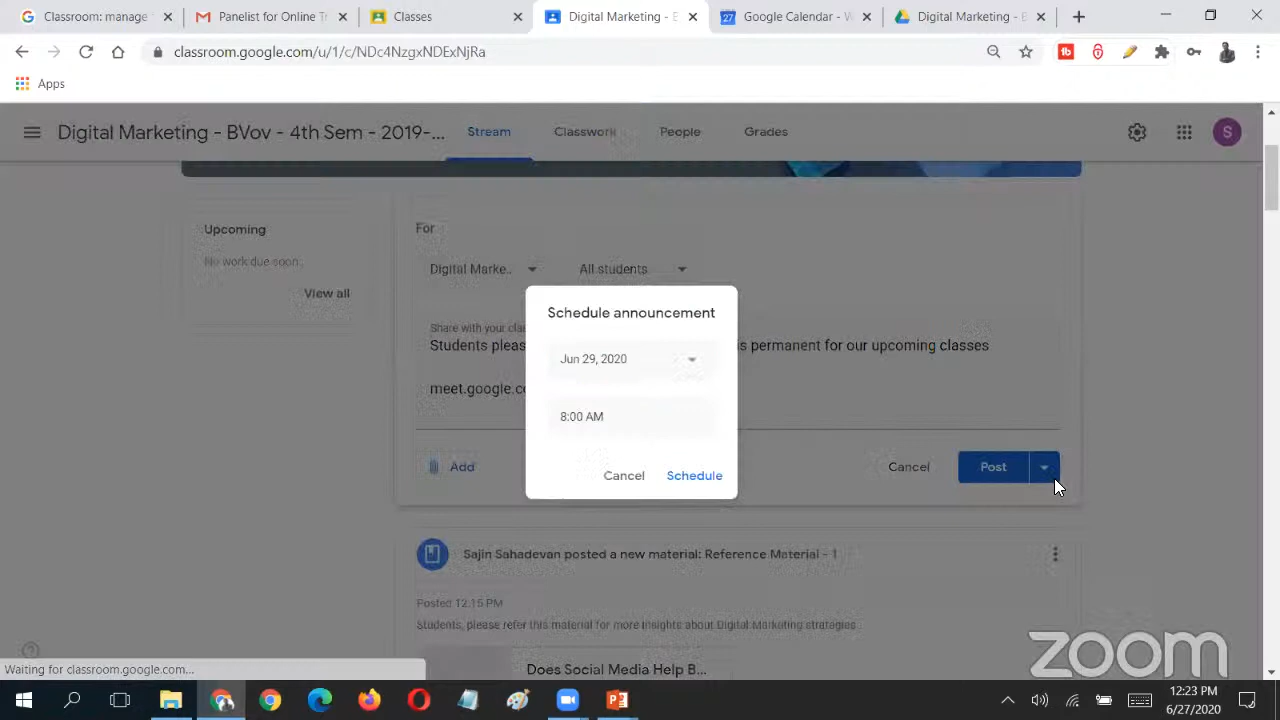 Classroom: manage
Panelist for Online Tr
Classes
Digital Marketing - E
Google Calendar - W
Digital Marketing - E
classroom.google.com/u/1/c/NDc4NzgxNDExNjRa
Apps
Digital Marketing - BVov - 4th Sem - 2019-...
Stream
Classwork
People
Grades
S
Upcoming
No work due soon
View all
For
Digital Marke..
All students
Share with your clas
Students pleas
s permanent for our upcoming classes
meet.google.co
Add
Cancel
Post
Schedule announcement
Jun 29, 2020
8:00 AM
Cancel
Schedule
Sajin Sahadevan posted a new material: Reference Material - 1
Posted 12:15 PM
Students, please refer this material for more insights about Digital Marketing strategies
Does Social Media Help B...
Waiting for classroom.google.com...
zoom
12:23 PM
6/27/2020